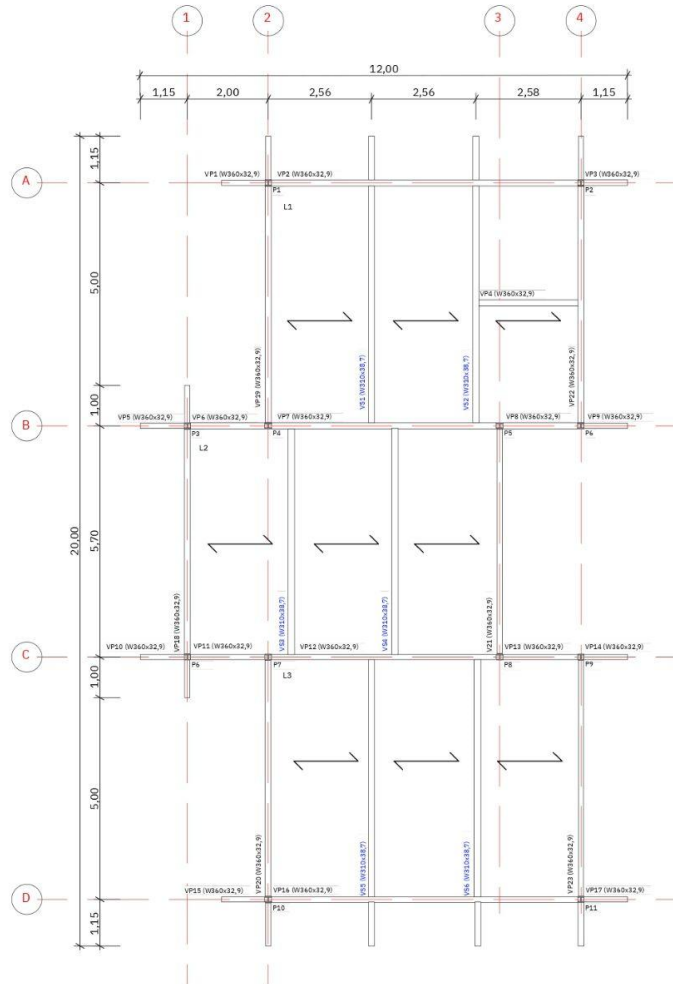 1 2 3 4
12,00
1,15 2,00 2,56 2,56 2,58 1,15
1.15
VP1 (W360x32,9) VP2 (W360x32,9) VP3 (W360x32,9)
A
P1 P2
L1
5,00
VP4 (W360x32,9)
VP19 (W360x32,9)
VS1 (W310x38,7)
VS2 (W310x38,7)
VP22 (W360x32,9)
1,00
VP5 (W360x32,9) VP6 (W360x32,9) VP7 (W360x32,9) VP8 (W360x32,9) VP9 (W360x32,9)
B
P3 P4 P5 P6
L2
20,00
5,70
VP18 (W360x32,9)
VS3 (W310x38,7)
VS4 (W310x38,7)
V21 (W360x32,9)
VP10 (W360x32,9) VP11 (W360x32,9) VP12 (W360x32,9) VP13 (W360x32,9) VP14 (W360x32,9)
C
P6 P7 P8 P9
L3
1,00
5,00
VP20 (W360x32,9)
VS5 (W310x38,7)
VS6 (W310x38,7)
VP23 (W360x32,9)
VP15 (W360x32,9) VP16 (W360x32,9) VP17 (W360x32,9)
D
P10 P11
1.15